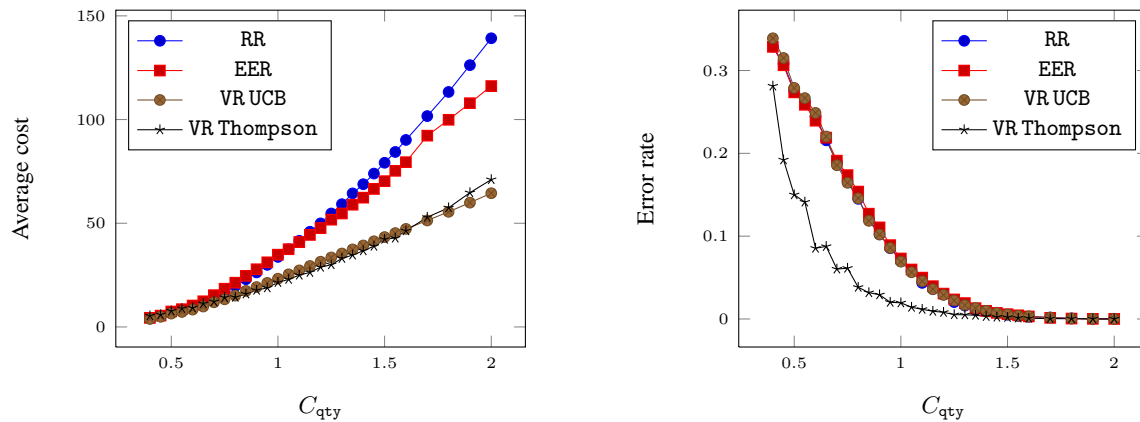 150
100
50
0
0.5 1 1.5 2
Average cost
C_qty
RR
EER
VR UCB
VR Thompson
0.3
0.2
0.1
0
0.5 1 1.5 2
Error rate
C_qty
RR
EER
VR UCB
VR Thompson